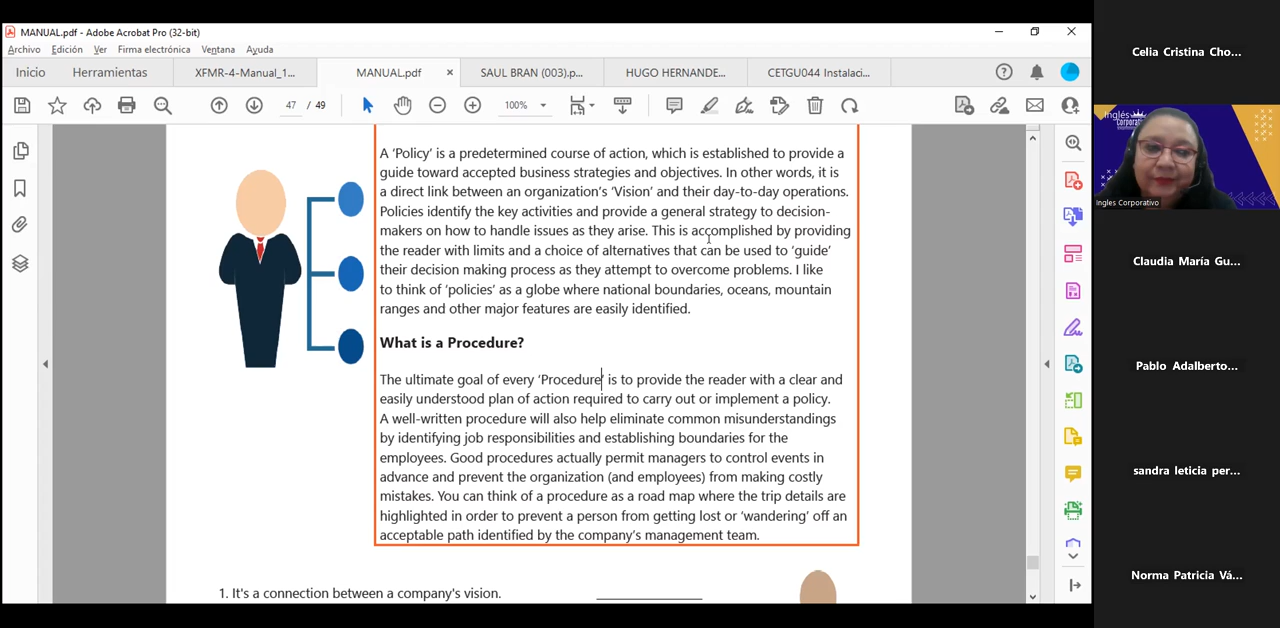 MANUAL.pdf - Adobe Acrobat Pro (32-bit)
Archivo Edición Ver Firma electrónica Ventana Ayuda
Inicio Herramientas XFMR-4-Manual_1... MANUAL.pdf × SAUL BRAN (003).p... HUGO HERNANDE... CETGU044 Instalaci...
47 / 49 100%
A 'Policy' is a predetermined course of action, which is established to provide a
guide toward accepted business strategies and objectives. In other words, it is
a direct link between an organization's 'Vision' and their day-to-day operations.
Policies identify the key activities and provide a general strategy to decision-
makers on how to handle issues as they arise. This is accomplished by providing
the reader with limits and a choice of alternatives that can be used to 'guide'
their decision making process as they attempt to overcome problems. I like
to think of 'policies' as a globe where national boundaries, oceans, mountain
ranges and other major features are easily identified.
What is a Procedure?
The ultimate goal of every 'Procedure' is to provide the reader with a clear and
easily understood plan of action required to carry out or implement a policy.
A well-written procedure will also help eliminate common misunderstandings
by identifying job responsibilities and establishing boundaries for the
employees. Good procedures actually permit managers to control events in
advance and prevent the organization (and employees) from making costly
mistakes. You can think of a procedure as a road map where the trip details are
highlighted in order to prevent a person from getting lost or 'wandering' off an
acceptable path identified by the company's management team.
1. It's a connection between a company's vision. ______________
Celia Cristina Cho...
Inglés
Corporativo
Ingles Corporativo
Claudia María Gu...
Pablo Adalberto...
sandra leticia per...
Norma Patricia Vá...